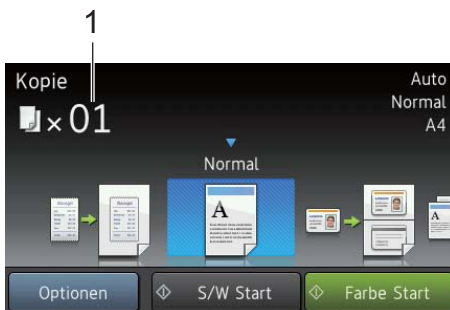 1
Kopie
Auto
× 01
Normal
A4
Normal
A
A
Optionen
S/W Start
Farbe Start